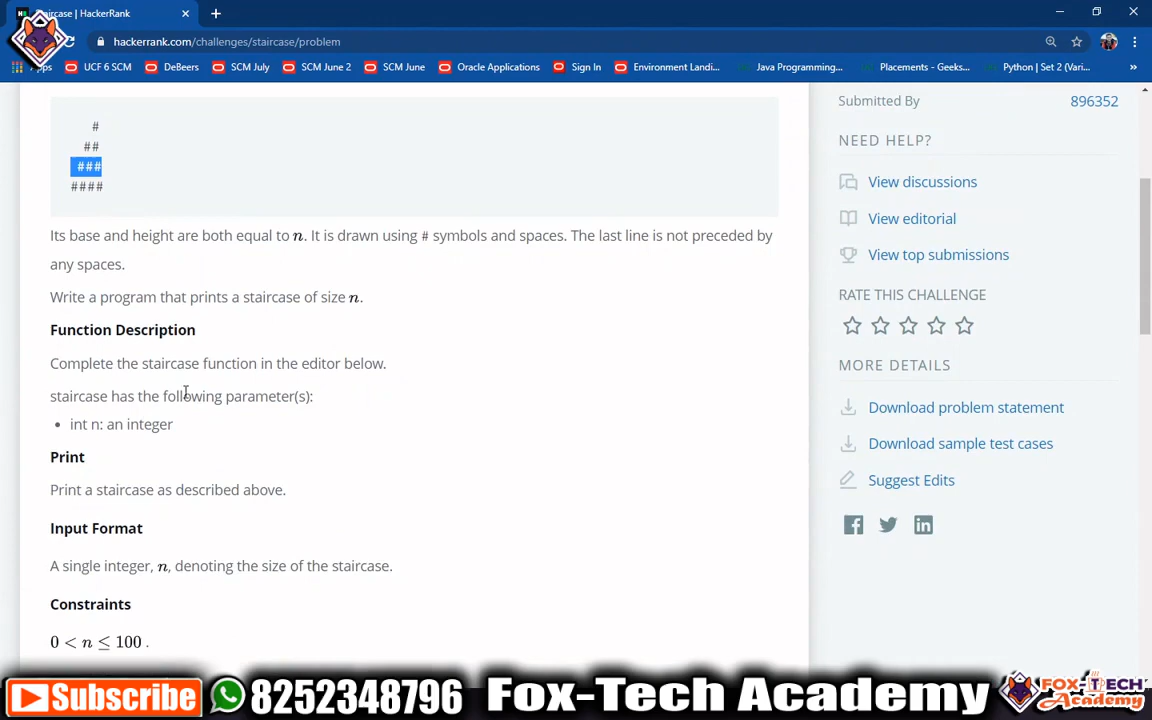 Staircase | HackerRank
hackerrank.com/challenges/staircase/problem
Apps UCF 6 SCM DeBeers SCM July SCM June 2 SCM June Oracle Applications Sign In Environment Landi... Java Programming... Placements - Geeks... Python | Set 2 (Vari... »
#
##
###
####
Its base and height are both equal to n. It is drawn using # symbols and spaces. The last line is not preceded by
any spaces.
Write a program that prints a staircase of size n.
Function Description
Complete the staircase function in the editor below.
staircase has the following parameter(s):
• int n: an integer
Print
Print a staircase as described above.
Input Format
A single integer, n, denoting the size of the staircase.
Constraints
0 < n ≤ 100 .
Submitted By 896352
NEED HELP?
View discussions
View editorial
View top submissions
RATE THIS CHALLENGE
MORE DETAILS
Download problem statement
Download sample test cases
Suggest Edits
Subscribe 8252348796 Fox-Tech Academy
FOX-TECH
Academy